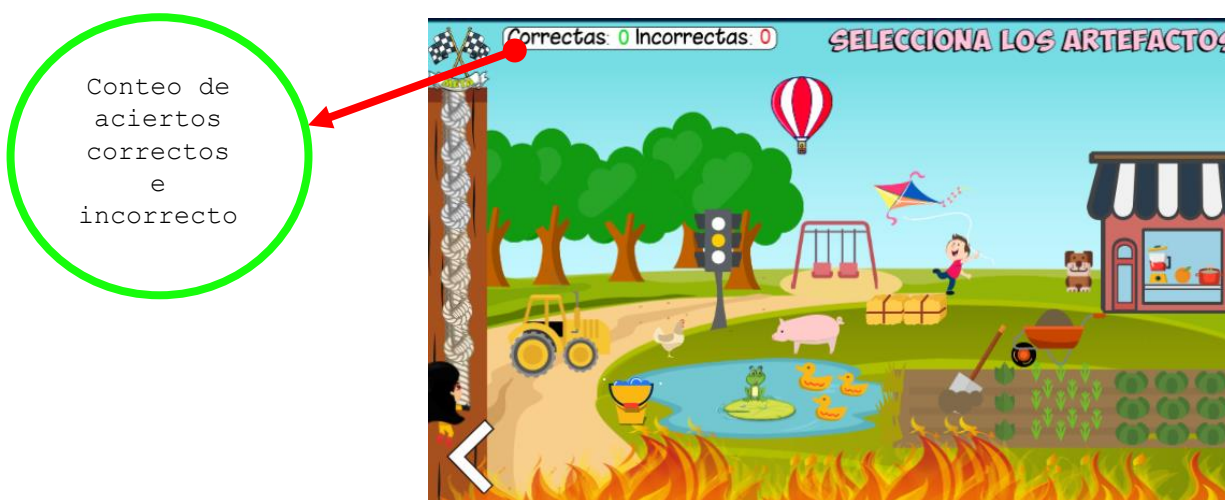 Conteo de
aciertos
correctos
e
incorrecto
Correctas: 0 Incorrectas: 0
SELECCIONA LOS ARTEFACTOS